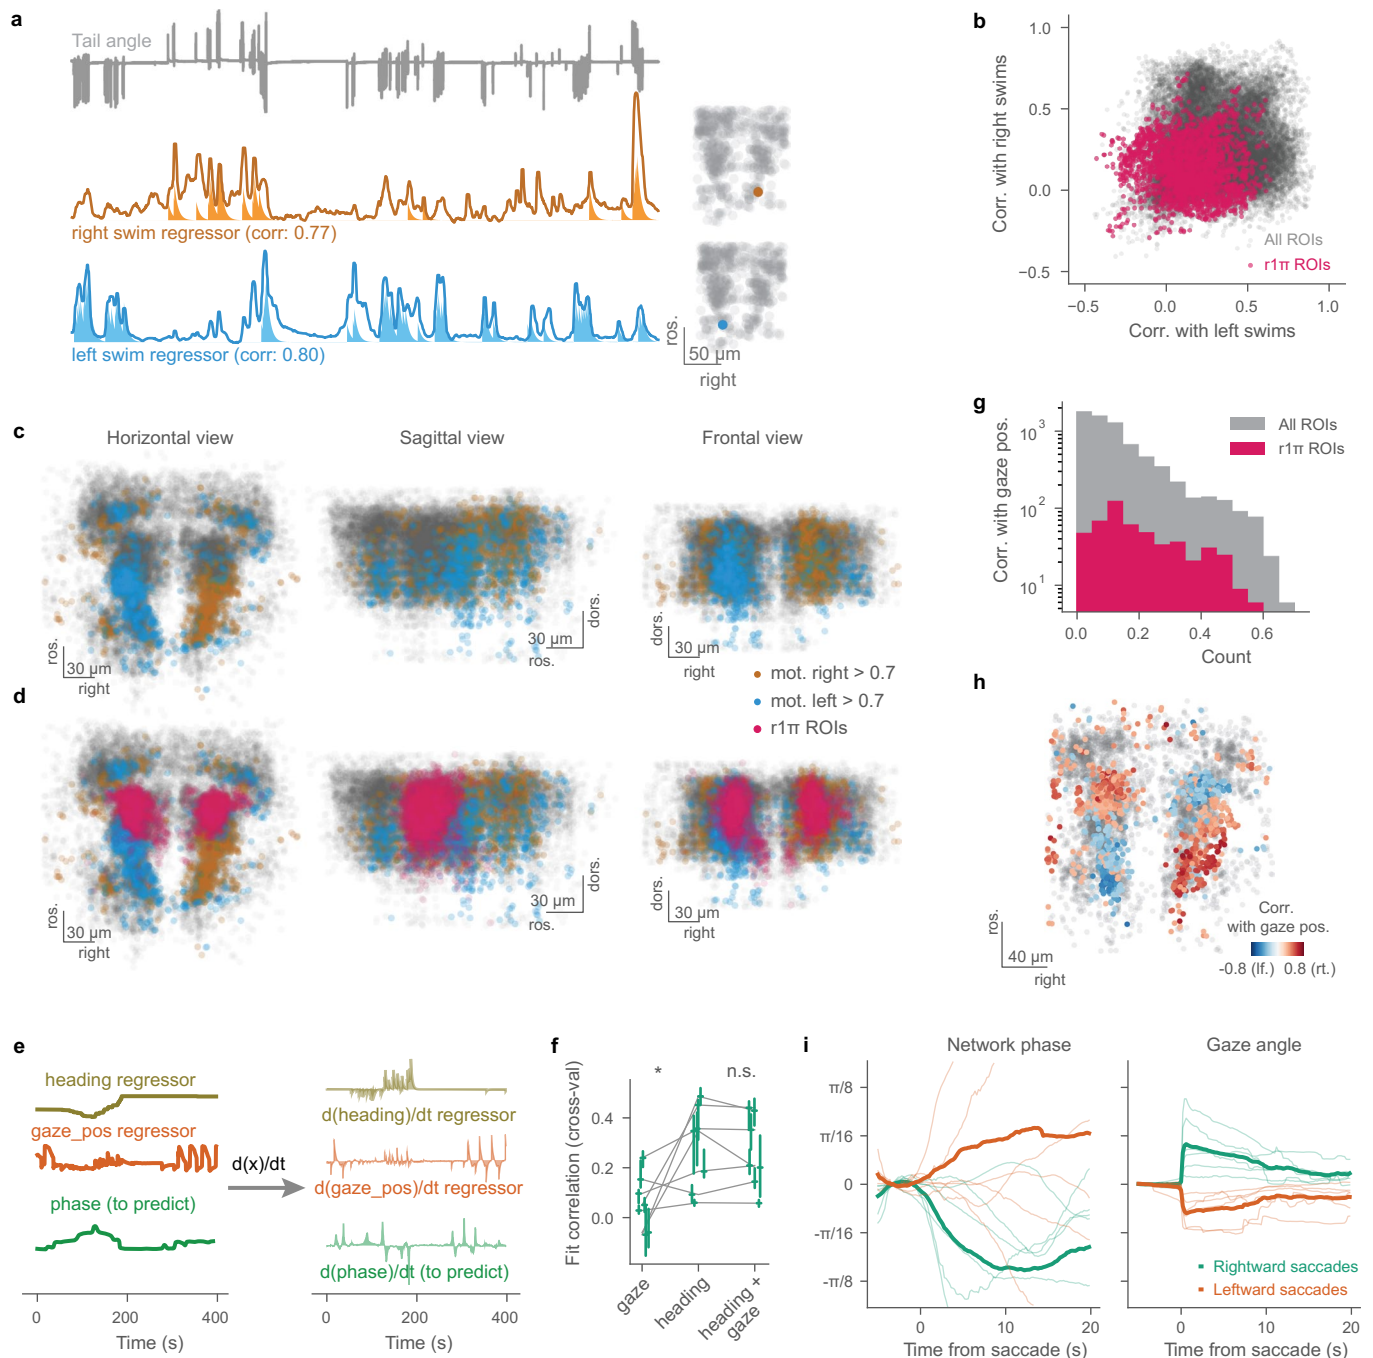 a
Tail angle
right swim regressor (corr: 0.77)
left swim regressor (corr: 0.80)
ros.
50 µm
right
b
Corr. with right swims
1.0
0.5
0.0
−0.5
All ROIs
r1π ROIs
−0.5
0.0
0.5
1.0
Corr. with left swims
c
Horizontal view
Sagittal view
Frontal view
ros.
30 µm
right
30 µm
ros.
dors.
dors.
30 µm
right
mot. right > 0.7
mot. left > 0.7
r1π ROIs
d
ros.
30 µm
right
30 µm
ros.
dors.
dors.
30 µm
right
g
Corr. with gaze pos.
10³
10²
10¹
All ROIs
r1π ROIs
0.0
0.2
0.4
0.6
Count
h
ros.
40 µm
right
Corr.
with gaze pos.
-0.8 (lf.)
0.8 (rt.)
e
heading regressor
gaze_pos regressor
phase (to predict)
d(x)/dt
d(heading)/dt regressor
d(gaze_pos)/dt regressor
d(phase)/dt (to predict)
0
200
400
Time (s)
0
200
400
Time (s)
f
Fit correlation (cross-val)
0.4
0.2
0.0
*
n.s.
gaze
heading
heading +
gaze
i
Network phase
π/8
π/16
0
-π/16
-π/8
0
10
20
Time from saccade (s)
Gaze angle
Rightward saccades
Leftward saccades
0
10
20
Time from saccade (s)